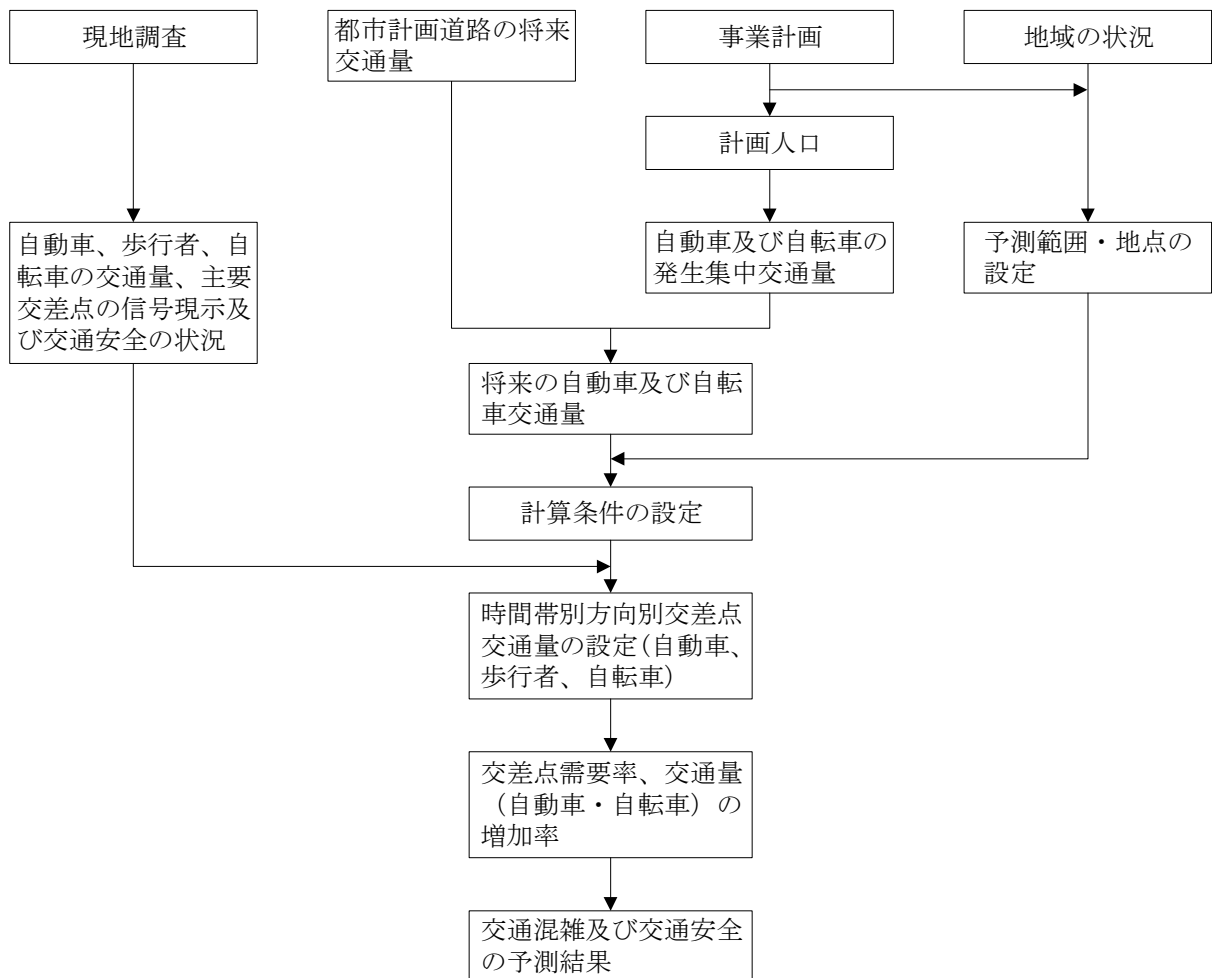 現地調査
都市計画道路の将来
交通量
事業計画
地域の状況
計画人口
自動車、歩行者、自
転車の交通量、主要
交差点の信号現示及
び交通安全の状況
自動車及び自転車の
発生集中交通量
予測範囲・地点の
設定
将来の自動車及び自転
車交通量
計算条件の設定
時間帯別方向別交差点
交通量の設定(自動車、
歩行者、自転車)
交差点需要率、交通量
(自動車・自転車)の
増加率
交通混雑及び交通安全
の予測結果